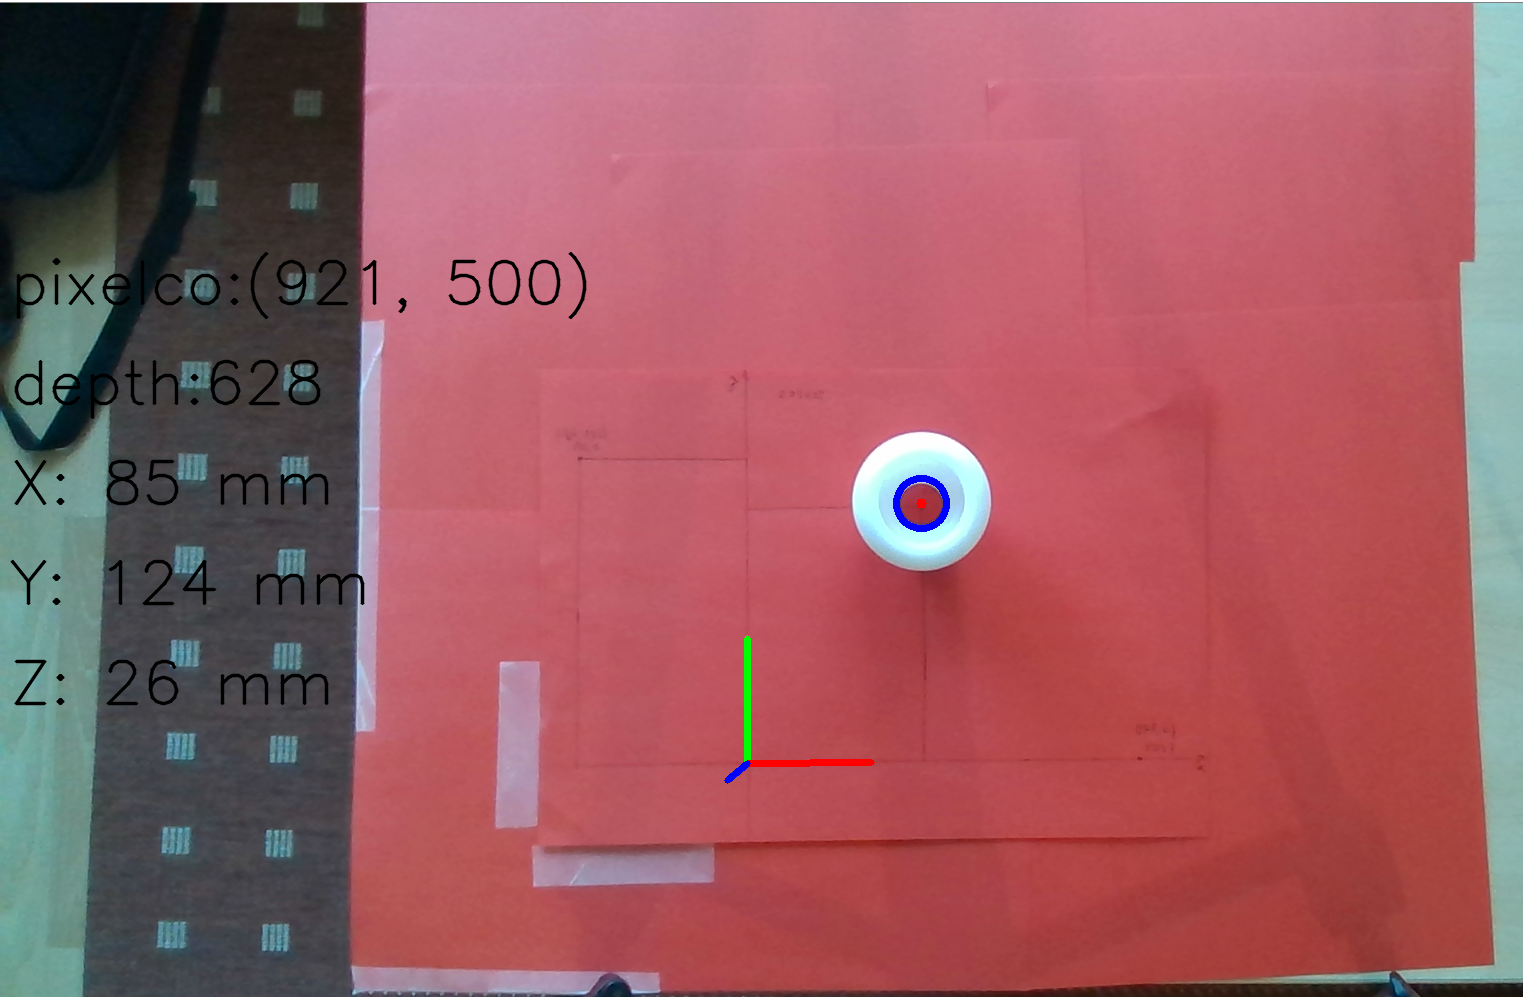 pixelco:(921, 500)
depth:628
X: 85 mm
Y: 124 mm
Z: 26 mm